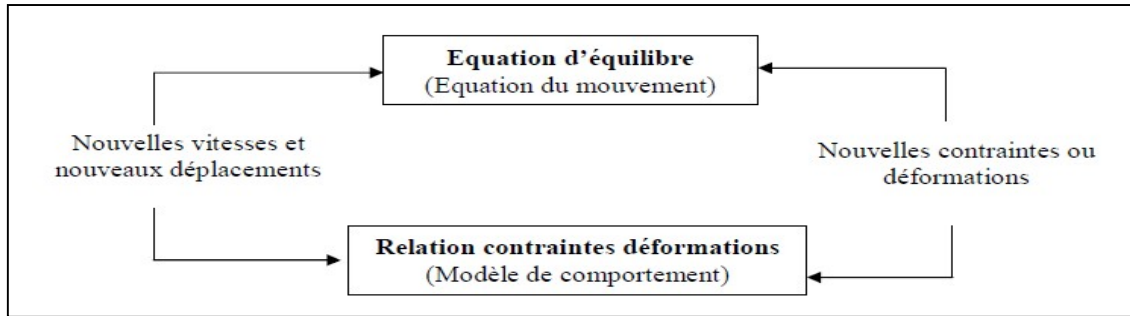 Equation d'équilibre
(Equation du mouvement)
Nouvelles vitesses et
nouveaux déplacements
Nouvelles contraintes ou
déformations
Relation contraintes déformations
(Modèle de comportement)